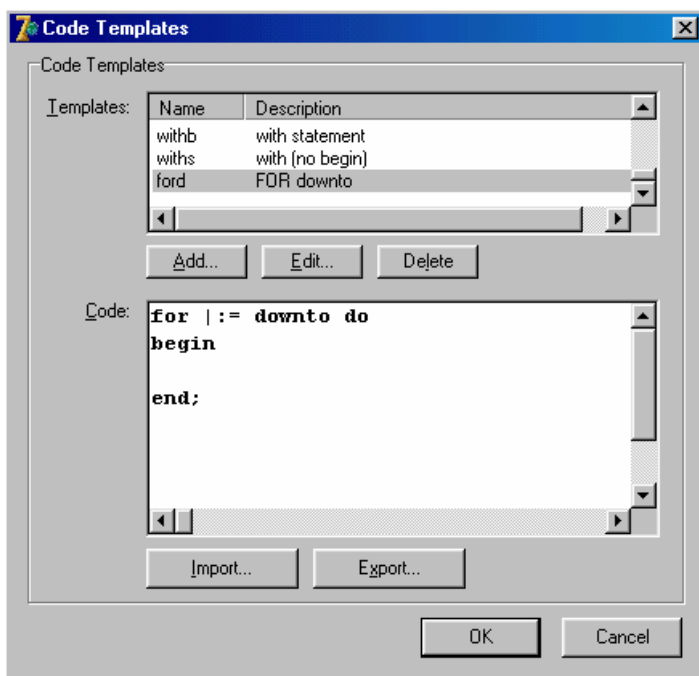 Code Templates
Code Templates
Templates:
Name Description
withb with statement
withs with (no begin)
ford FOR downto
Add... Edit... Delete
Code:
for |:= downto do
begin
end;
Import... Export...
OK Cancel